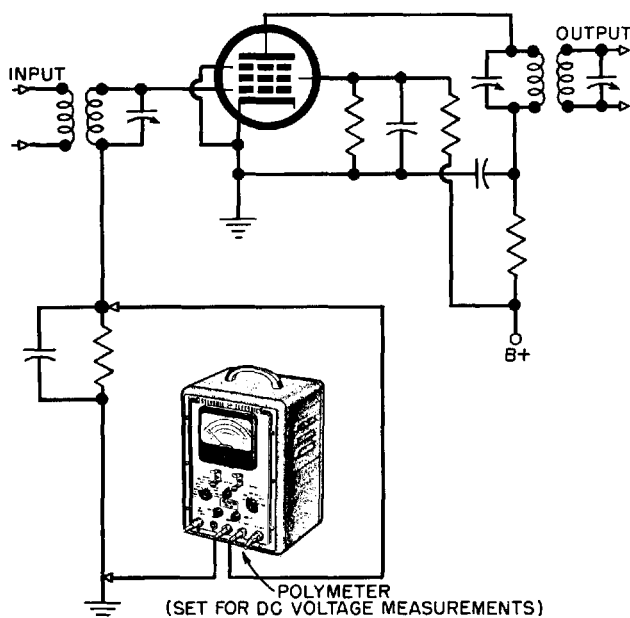 INPUT
OUTPUT
B+
POLYMETER
(SET FOR DC VOLTAGE MEASUREMENTS)